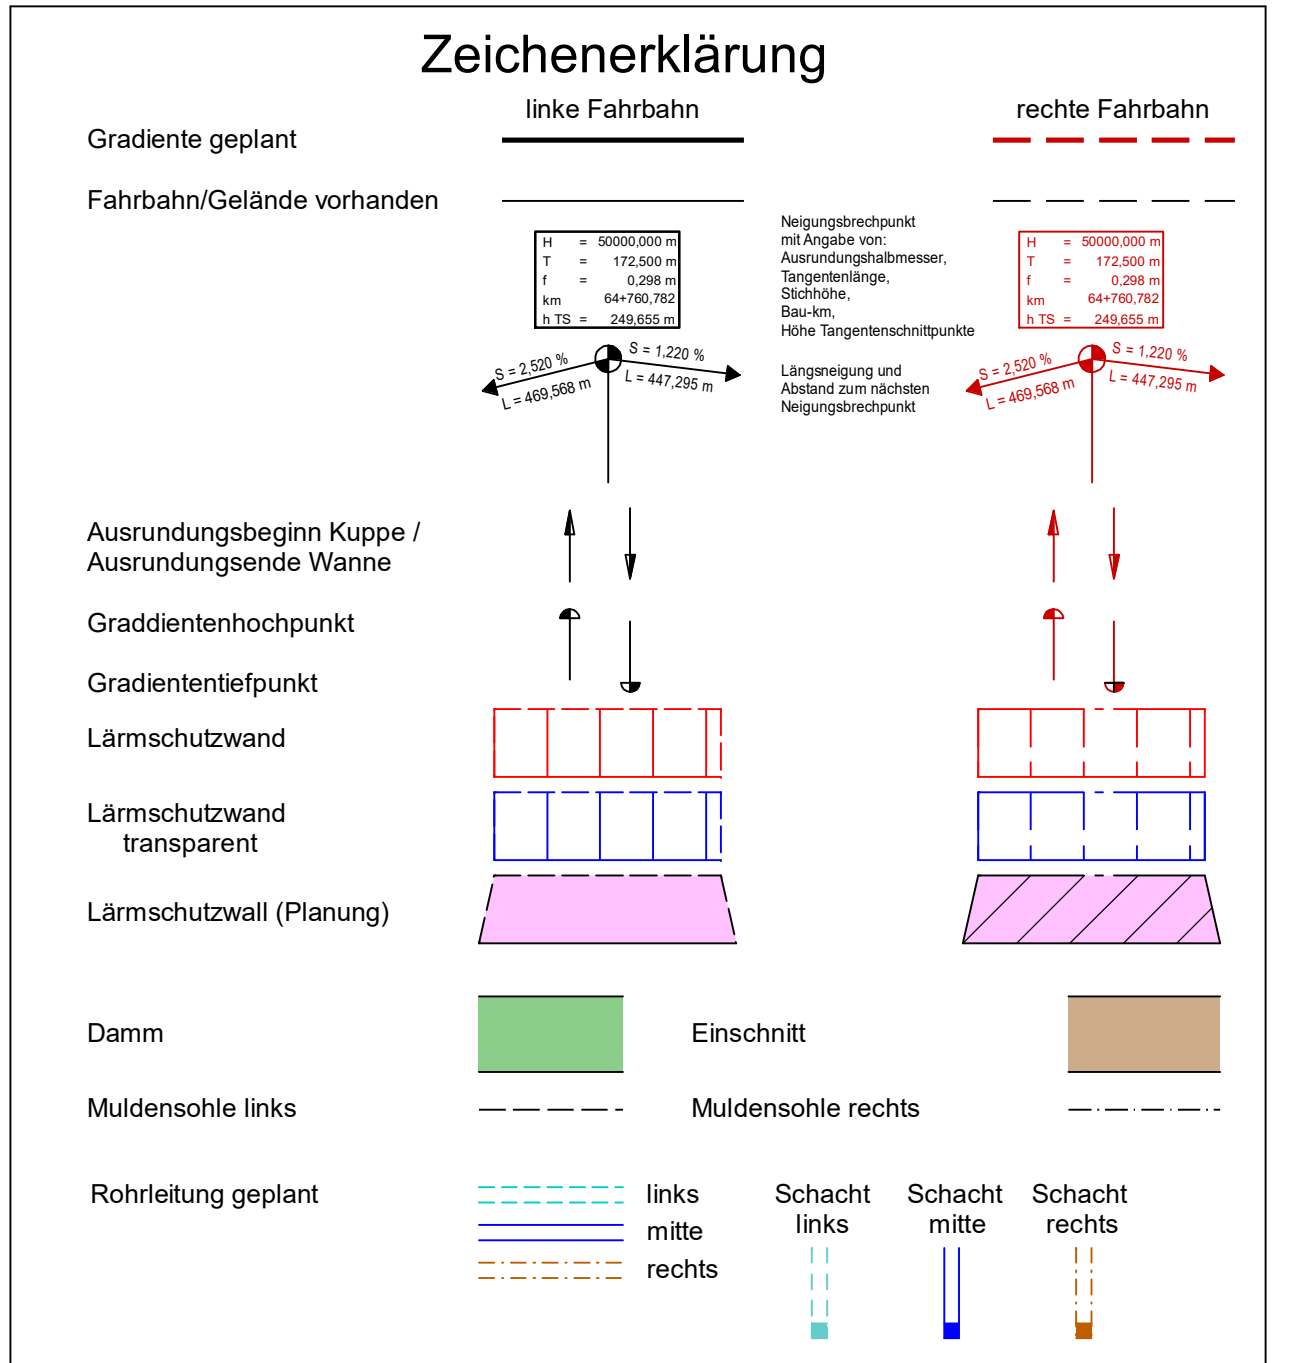 Zeichenerklärung
linke Fahrbahn
rechte Fahrbahn
Gradiente geplant
Fahrbahn/Gelände vorhanden
H = 50000,000 m
T = 172,500 m
f = 0,298 m
km 64+760,782
h TS = 249,655 m
Neigungsbrechpunkt
mit Angabe von:
Ausrundungshalbmesser,
Tangentenlänge,
Stichhöhe,
Bau-km,
Höhe Tangentenschnittpunkte
H = 50000,000 m
T = 172,500 m
f = 0,298 m
km 64+760,782
h TS = 249,655 m
S = 2,520 %
L = 469,568 m
S = 1,220 %
L = 447,295 m
Längsneigung und
Abstand zum nächsten
Neigungsbrechpunkt
S = 2,520 %
L = 469,568 m
S = 1,220 %
L = 447,295 m
Ausrundungsbeginn Kuppe /
Ausrundungsende Wanne
Graddientenhochpunkt
Gradiententiefpunkt
Lärmschutzwand
Lärmschutzwand
transparent
Lärmschutzwall (Planung)
Damm
Einschnitt
Muldensohle links
Muldensohle rechts
Rohrleitung geplant
links
mitte
rechts
Schacht
links
Schacht
mitte
Schacht
rechts